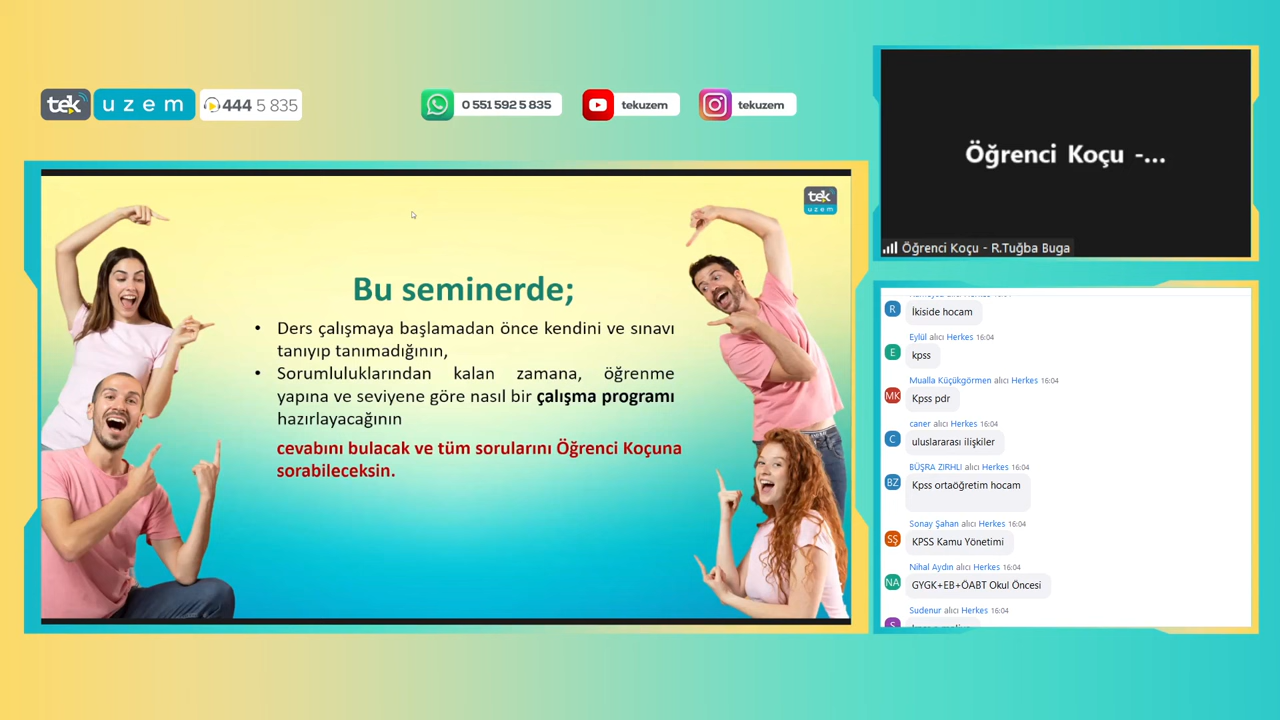 tek uzem 444 5 835
0 551 592 5 835
tekuzem
tekuzem
tek
uzem
Bu seminerde;
• Ders çalışmaya başlamadan önce kendini ve sınavı
tanıyıp tanımadığının,
• Sorumluluklarından kalan zamana, öğrenme
yapına ve seviyene göre nasıl bir çalışma programı
hazırlayacağının
cevabını bulacak ve tüm sorularını Öğrenci Koçuna
sorabileceksin.
Öğrenci Koçu -...
Öğrenci Koçu - R.Tuğba Buga
R
İkiside hocam
Eylül alıcı Herkes 16:04
E
kpss
Mualla Küçükgörmen alıcı Herkes 16:04
MK
Kpss pdr
caner alıcı Herkes 16:04
C
uluslararası ilişkiler
BÜŞRA ZIRHLI alıcı Herkes 16:04
BZ
Kpss ortaöğretim hocam
Sonay Şahan alıcı Herkes 16:04
SŞ
KPSS Kamu Yönetimi
Nihal Aydın alıcı Herkes 16:04
NA
GYGK+EB+ÖABT Okul Öncesi
Sudenur alıcı Herkes 16:04
S